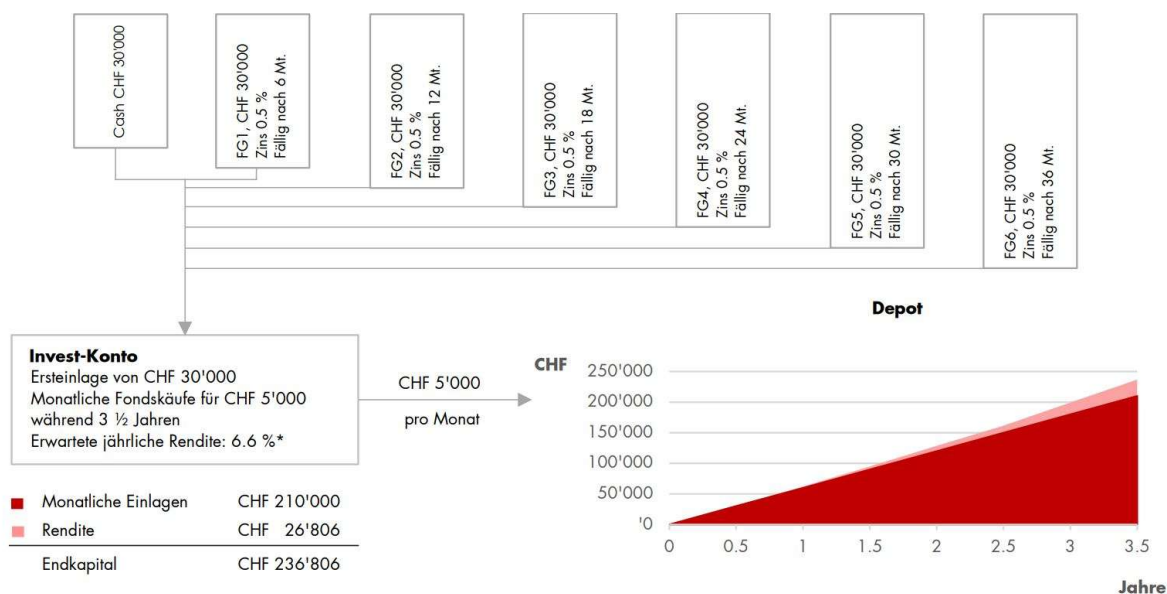 Cash CHF 30'000
FG1, CHF 30'000
Zins 0.5 %
Fällig nach 6 Mt.
FG2, CHF 30'000
Zins 0.5 %
Fällig nach 12 Mt.
FG3, CHF 30'000
Zins 0.5 %
Fällig nach 18 Mt.
FG4, CHF 30'000
Zins 0.5 %
Fällig nach 24 Mt.
FG5, CHF 30'000
Zins 0.5 %
Fällig nach 30 Mt.
FG6, CHF 30'000
Zins 0.5 %
Fällig nach 36 Mt.
Invest-Konto
Ersteinlage von CHF 30'000
Monatliche Fondskäufe für CHF 5'000
während 3 ½ Jahren
Erwartete jährliche Rendite: 6.6 %*
CHF 5'000
pro Monat
Monatliche Einlagen CHF 210'000
Rendite CHF 26'806
Endkapital CHF 236'806
Depot
CHF
250'000
200'000
150'000
100'000
50'000
'0
0 0.5 1 1.5 2 2.5 3 3.5
Jahre